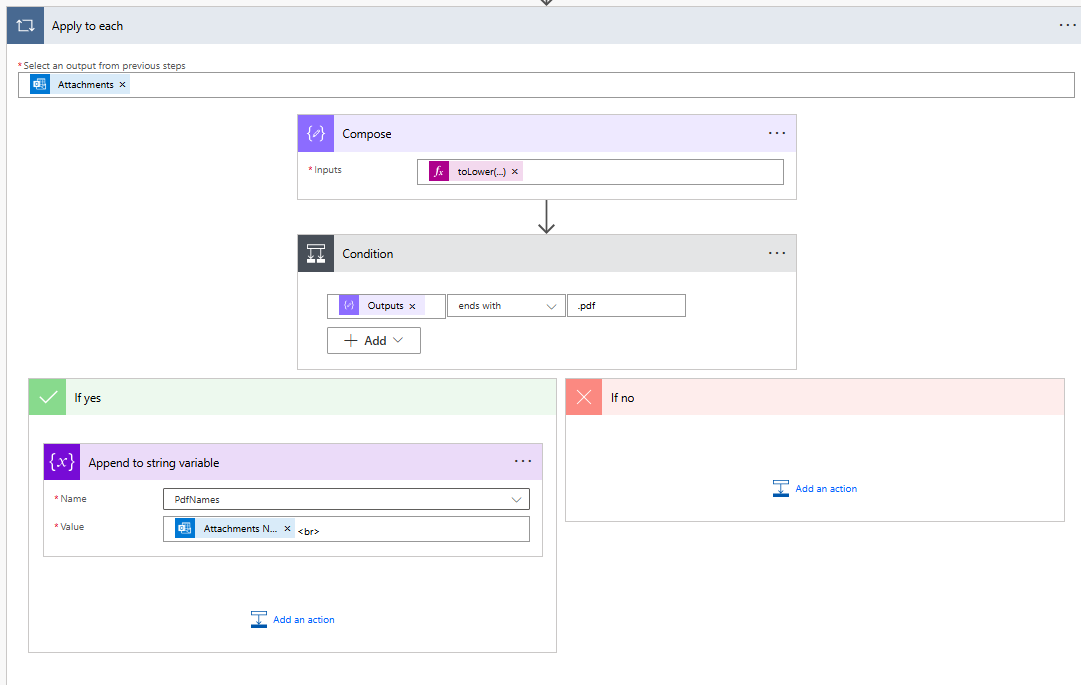 Apply to each
* Select an output from previous steps
Attachments ×
Compose
* Inputs
fx toLower(...) ×
Condition
Outputs ×
ends with
.pdf
+ Add
If yes
If no
{x} Append to string variable
* Name
PdfNames
* Value
Attachments N... × <br>
Add an action
Add an action